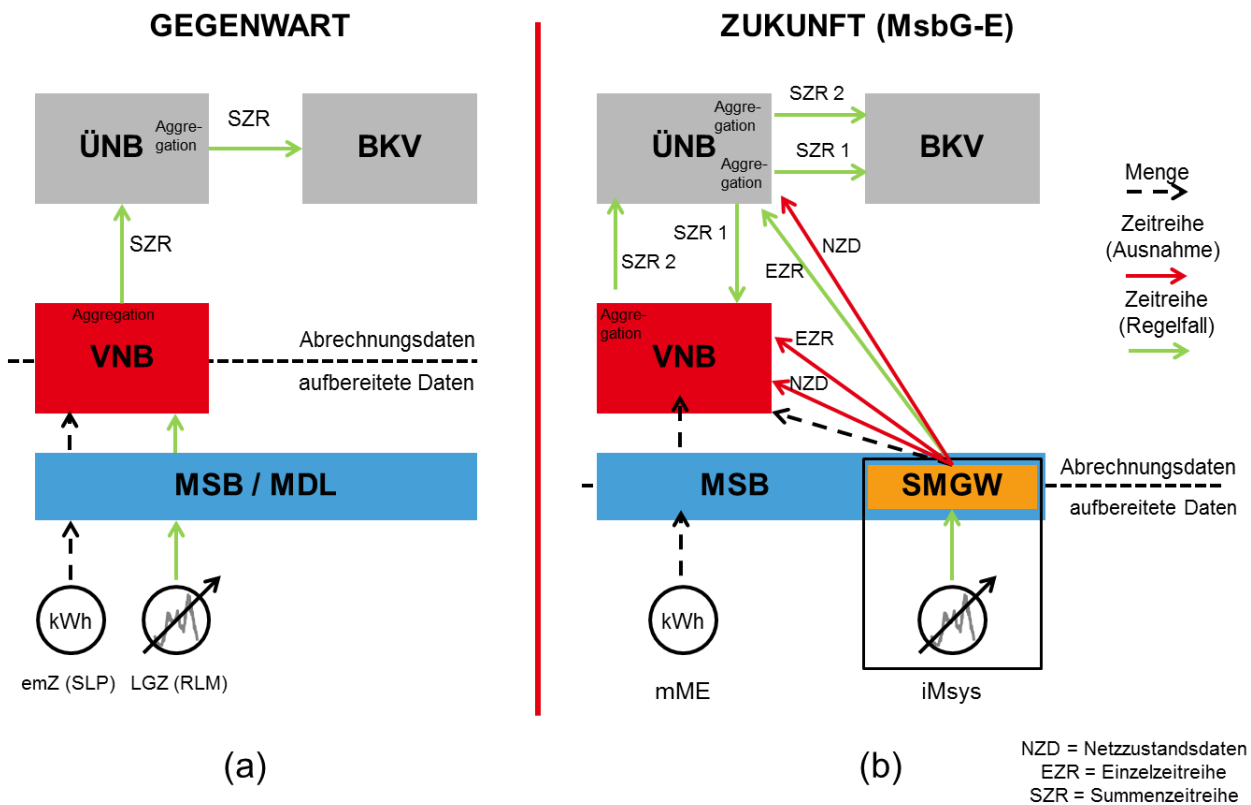 GEGENWART
ÜNB
Aggre-
gation
SZR
BKV
SZR
Aggregation
VNB
Abrechnungsdaten
aufbereitete Daten
MSB / MDL
kWh
emZ (SLP)
LGZ (RLM)
(a)
ZUKUNFT (MsbG-E)
ÜNB
Aggre-
gation
Aggre-
gation
SZR 2
SZR 1
BKV
SZR 2
SZR 1
EZR
NZD
Aggre-
gation
VNB
EZR
NZD
MSB
SMGW
Abrechnungsdaten
aufbereitete Daten
kWh
mME
iMsys
(b)
Menge
Zeitreihe
(Ausnahme)
Zeitreihe
(Regelfall)
NZD = Netzzustandsdaten
EZR = Einzelzeitreihe
SZR = Summenzeitreihe